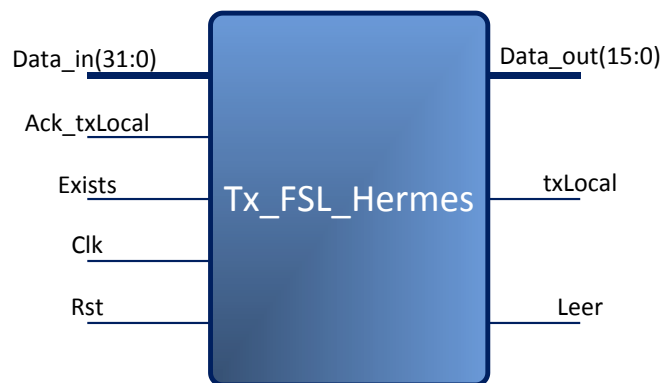 Data_in(31:0)
Data_out(15:0)
Ack_txLocal
Exists
Tx_FSL_Hermes
txLocal
Clk
Rst
Leer